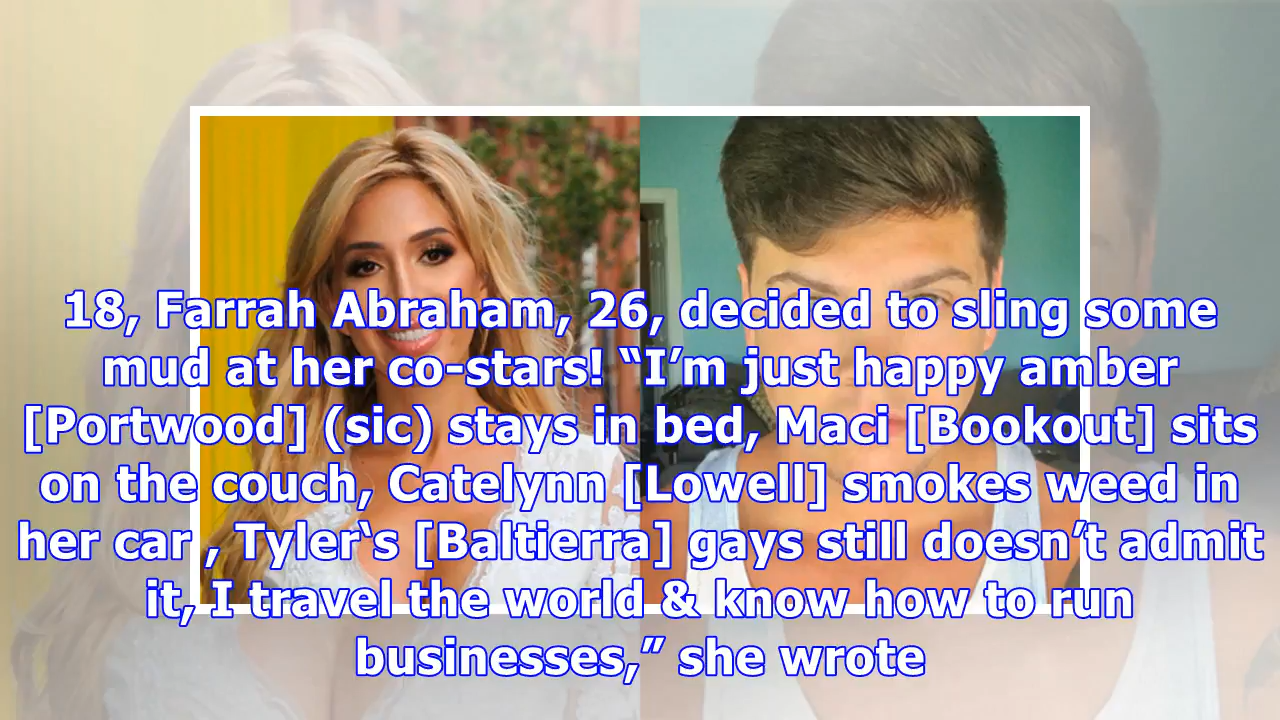 18, Farrah Abraham, 26, decided to sling some
mud at her co-stars! “I’m just happy amber
[Portwood] (sic) stays in bed, Maci [Bookout] sits
on the couch, Catelynn [Lowell] smokes weed in
her car , Tyler‘s [Baltierra] gays still doesn’t admit
it, I travel the world & know how to run
businesses,” she wrote